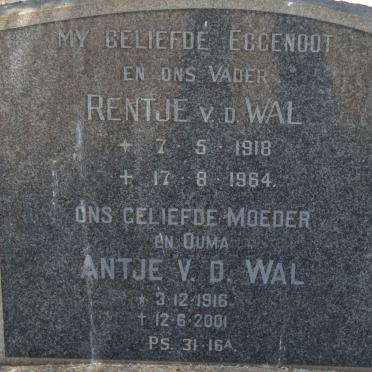 MY GELIEFDE EGGENOOT
EN ONS VADER
RENTJE V. D. WAL
* 7 · 5 · 1918
† 17 · 8 · 1964.
ONS GELIEFDE MOEDER
EN OUMA
ANTJE V. D. WAL
* 3·12·1916
† 12·6·2001
PS. 31·16A.